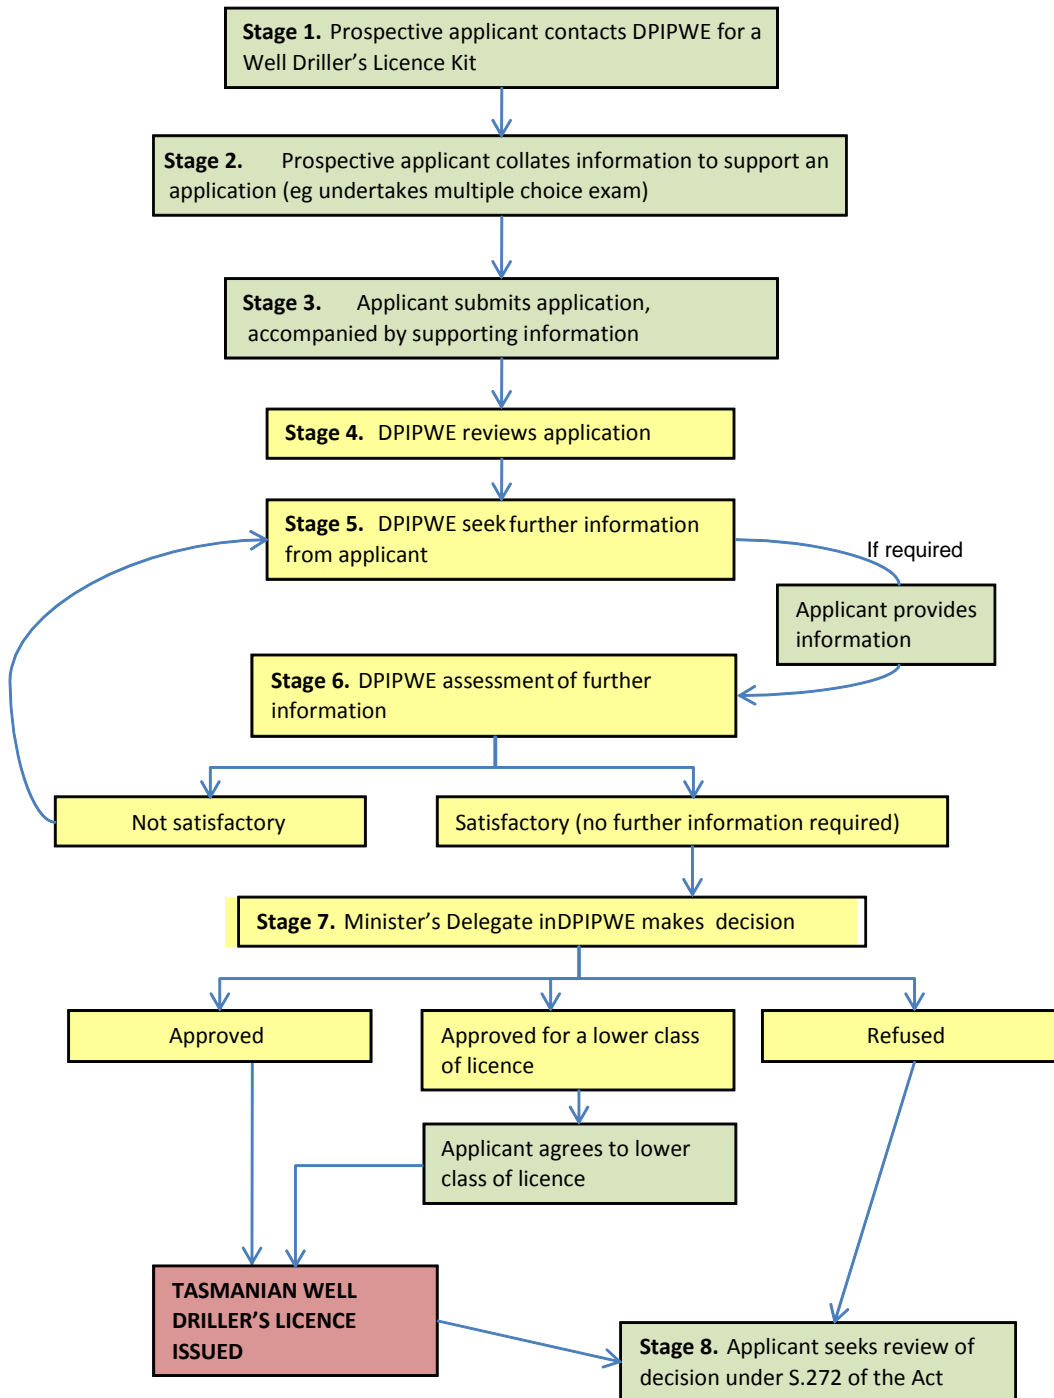 Stage 1. Prospective applicant contacts DPIPWE for a
Well Driller's Licence Kit
Stage 2. Prospective applicant collates information to support an
application (eg undertakes multiple choice exam)
Stage 3. Applicant submits application,
accompanied by supporting information
Stage 4. DPIPWE reviews application
Stage 5. DPIPWE seek further information
from applicant
If required
Applicant provides
information
Stage 6. DPIPWE assessment of further
information
Not satisfactory
Satisfactory (no further information required)
Stage 7. Minister's Delegate inDPIPWE makes decision
Approved
Approved for a lower class
of licence
Refused
Applicant agrees to lower
class of licence
TASMANIAN WELL
DRILLER'S LICENCE
ISSUED
Stage 8. Applicant seeks review of
decision under S.272 of the Act